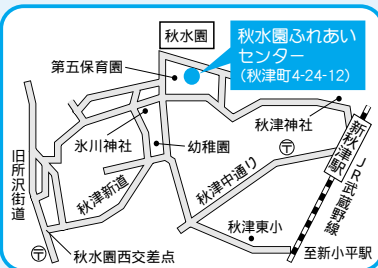 秋水園
秋水園ふれあい
センター
(秋津町4-24-12)
第五保育園
秋津神社
氷川神社
幼稚園
〒
新秋津駅
JR武蔵野線
旧所沢街道
秋津新道
秋津中通り
秋津東小
〒
秋水園西交差点
至新小平駅